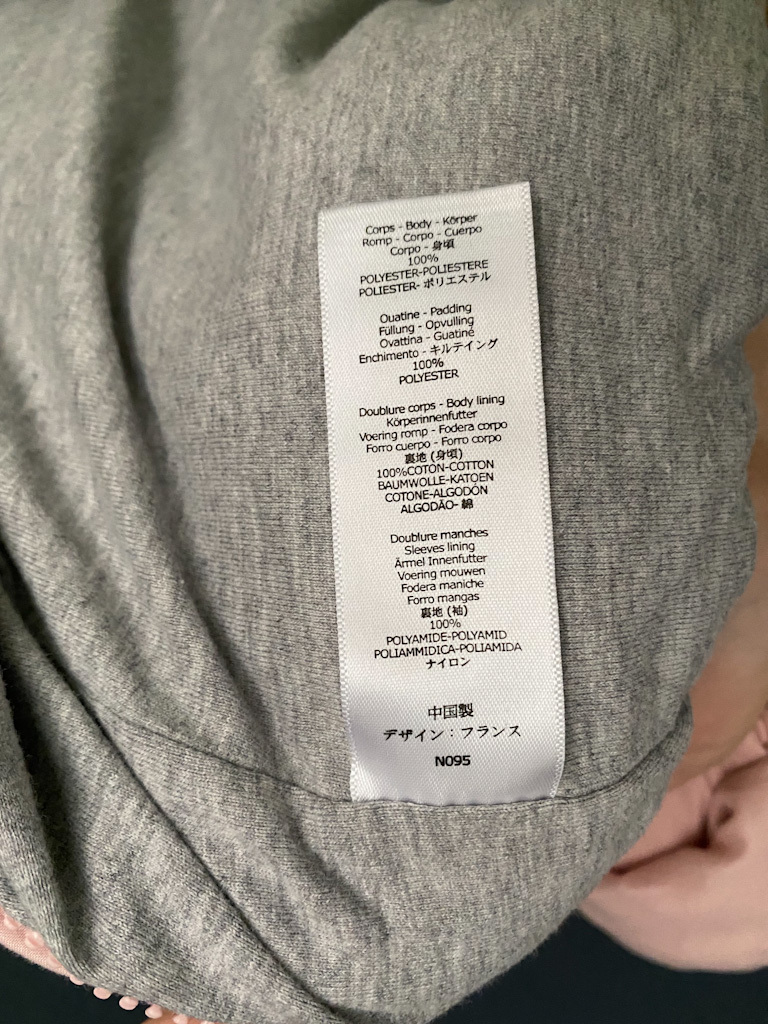 Corps - Body - Körper
Romp - Corpo - Cuerpo
Corpo - 身頃
100%
POLYESTER-POLIESTERE
POLIESTER- ポリエステル
Ouatine - Padding
Füllung - Opvulling
Ovattina - Guatiné
Enchimento - キルテイング
100%
POLYESTER
Doublure corps - Body lining
Körperinnenfutter
Voering romp - Fodera corpo
Forro cuerpo - Forro corpo
裏地 (身頃)
100%COTON-COTTON
BAUMWOLLE-KATOEN
COTONE-ALGODÓN
ALGODÃO- 綿
Doublure manches
Sleeves lining
Ärmel Innenfutter
Voering mouwen
Fodera maniche
Forro mangas
裏地 (袖)
100%
POLYAMIDE-POLYAMID
POLIAMMIDICA-POLIAMIDA
ナイロン
中国製
デザイン：フランス
N095